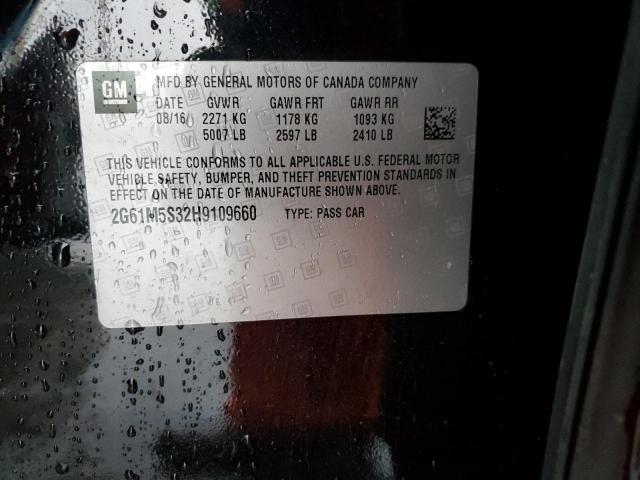 GM
MFD BY GENERAL MOTORS OF CANADA COMPANY
DATE GVWR GAWR FRT GAWR RR
08/16 2271 KG 1178 KG 1093 KG
5007 LB 2597 LB 2410 LB
THIS VEHICLE CONFORMS TO ALL APPLICABLE U.S. FEDERAL MOTOR
VEHICLE SAFETY, BUMPER, AND THEFT PREVENTION STANDARDS IN
EFFECT ON THE DATE OF MANUFACTURE SHOWN ABOVE.
2G61M5S32H9109660 TYPE: PASS CAR